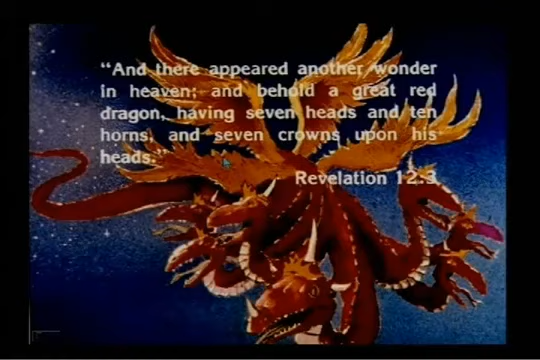 “And there appeared another wonder
in heaven; and behold a great red
dragon, having seven heads and ten
horns, and seven crowns upon his
heads.”
Revelation 12:3